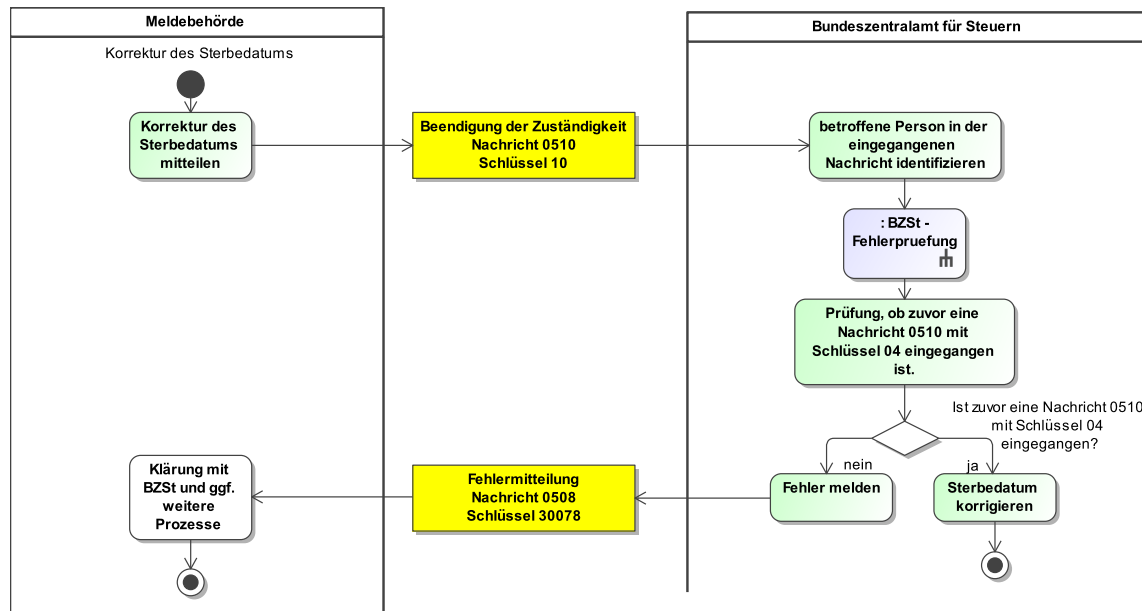 Meldebehörde
Bundeszentralamt für Steuern
Korrektur des Sterbedatums
Korrektur des
Sterbedatums
mitteilen
Beendigung der Zuständigkeit
Nachricht 0510
Schlüssel 10
betroffene Person in der
eingegangenen
Nachricht identifizieren
: BZSt -
Fehlerpruefung
Prüfung, ob zuvor eine
Nachricht 0510 mit
Schlüssel 04 eingegangen
ist.
Ist zuvor eine Nachricht 0510
mit Schlüssel 04
eingegangen?
nein
ja
Fehler melden
Sterbedatum
korrigieren
Fehlermitteilung
Nachricht 0508
Schlüssel 30078
Klärung mit
BZSt und ggf.
weitere
Prozesse